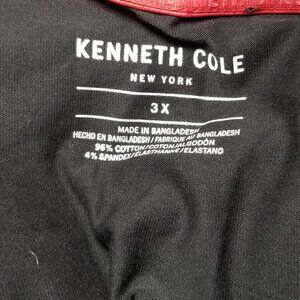 KENNETH COLE
NEW YORK
3X
MADE IN BANGLADESH
HECHO EN BANGLADESH / FABRIQUE AU BANGLADESH
96% COTTON/COTON/ALGODÓN
4% SPANDEX/ELASTHANNE/ELASTANO